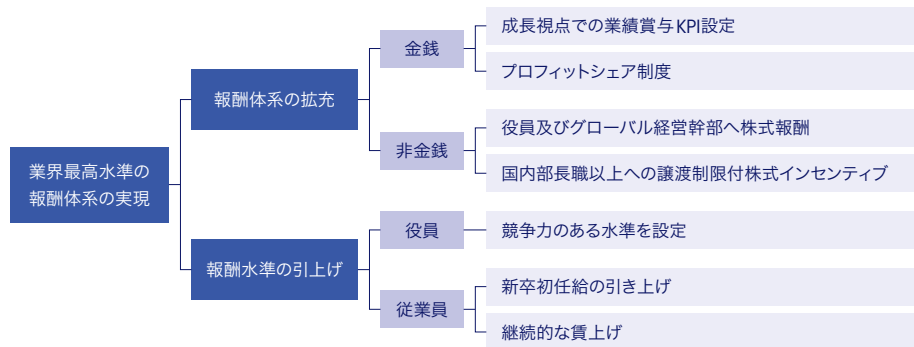 業界最高水準の
報酬体系の実現
報酬体系の拡充
金銭
成長視点での業績賞与KPI設定
プロフィットシェア制度
非金銭
役員及びグローバル経営幹部へ株式報酬
国内部長職以上への譲渡制限付株式インセンティブ
報酬水準の引上げ
役員
競争力のある水準を設定
従業員
新卒初任給の引き上げ
継続的な賃上げ